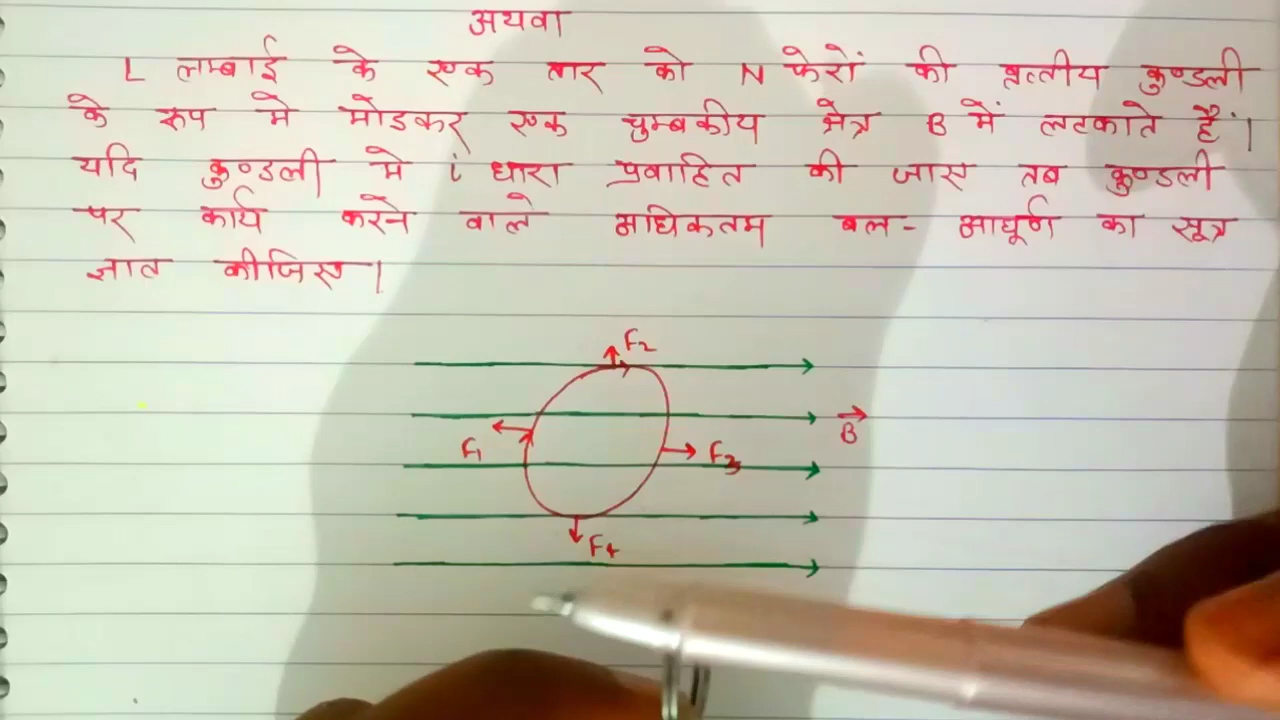 अथवा
L लम्बाई के एक तार को N फेरों की वृत्तीय कुण्डली
के रूप मे मोडकर एक चुम्बकीय क्षेत्र B में लटकाते है।
यदि कुण्डली मे i धारा प्रवाहित की जाए तब कुण्डली
पर कार्य करने वाले अधिकतम बल- आघूर्ण का सूत्र
ज्ञात कीजिए।
F₂
B
F₁ F₃
F₄